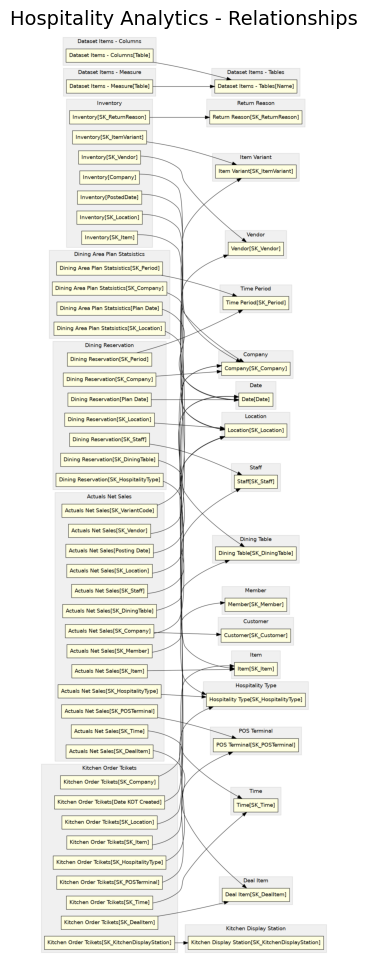 Hospitality Analytics - Relationships
Dataset Items - Columns
Dataset Items - Columns[Table]
Dataset Items - Measure
Dataset Items - Measure[Table]
Dataset Items - Tables
Dataset Items - Tables[Name]
Inventory
Inventory[SK_ReturnReason]
Inventory[SK_ItemVariant]
Inventory[SK_Vendor]
Inventory[Company]
Inventory[PostedDate]
Inventory[SK_Location]
Inventory[SK_Item]
Return Reason
Return Reason[SK_ReturnReason]
Item Variant
Item Variant[SK_ItemVariant]
Vendor
Vendor[SK_Vendor]
Dining Area Plan Statsistics
Dining Area Plan Statsistics[SK_Period]
Dining Area Plan Statsistics[SK_Company]
Dining Area Plan Statsistics[Plan Date]
Dining Area Plan Statsistics[SK_Location]
Time Period
Time Period[SK_Period]
Dining Reservation
Dining Reservation[SK_Period]
Dining Reservation[SK_Company]
Dining Reservation[Plan Date]
Dining Reservation[SK_Location]
Dining Reservation[SK_Staff]
Dining Reservation[SK_DiningTable]
Dining Reservation[SK_HospitalityType]
Company
Company[SK_Company]
Date
Date[Date]
Location
Location[SK_Location]
Staff
Staff[SK_Staff]
Actuals Net Sales
Actuals Net Sales[SK_VariantCode]
Actuals Net Sales[SK_Vendor]
Actuals Net Sales[Posting Date]
Actuals Net Sales[SK_Location]
Actuals Net Sales[SK_Staff]
Actuals Net Sales[SK_DiningTable]
Actuals Net Sales[SK_Company]
Actuals Net Sales[SK_Member]
Actuals Net Sales[SK_Item]
Actuals Net Sales[SK_HospitalityType]
Actuals Net Sales[SK_POSTerminal]
Actuals Net Sales[SK_Time]
Actuals Net Sales[SK_DealItem]
Dining Table
Dining Table[SK_DiningTable]
Member
Member[SK_Member]
Customer
Customer[SK_Customer]
Item
Item[SK_Item]
Hospitality Type
Hospitality Type[SK_HospitalityType]
POS Terminal
POS Terminal[SK_POSTerminal]
Kitchen Order Tcikets
Kitchen Order Tcikets[SK_Company]
Kitchen Order Tcikets[Date KOT Created]
Kitchen Order Tcikets[SK_Location]
Kitchen Order Tcikets[SK_Item]
Kitchen Order Tcikets[SK_HospitalityType]
Kitchen Order Tcikets[SK_POSTerminal]
Kitchen Order Tcikets[SK_Time]
Kitchen Order Tcikets[SK_DealItem]
Kitchen Order Tcikets[SK_KitchenDisplayStation]
Time
Time[SK_Time]
Deal Item
Deal Item[SK_DealItem]
Kitchen Display Station
Kitchen Display Station[SK_KitchenDisplayStation]